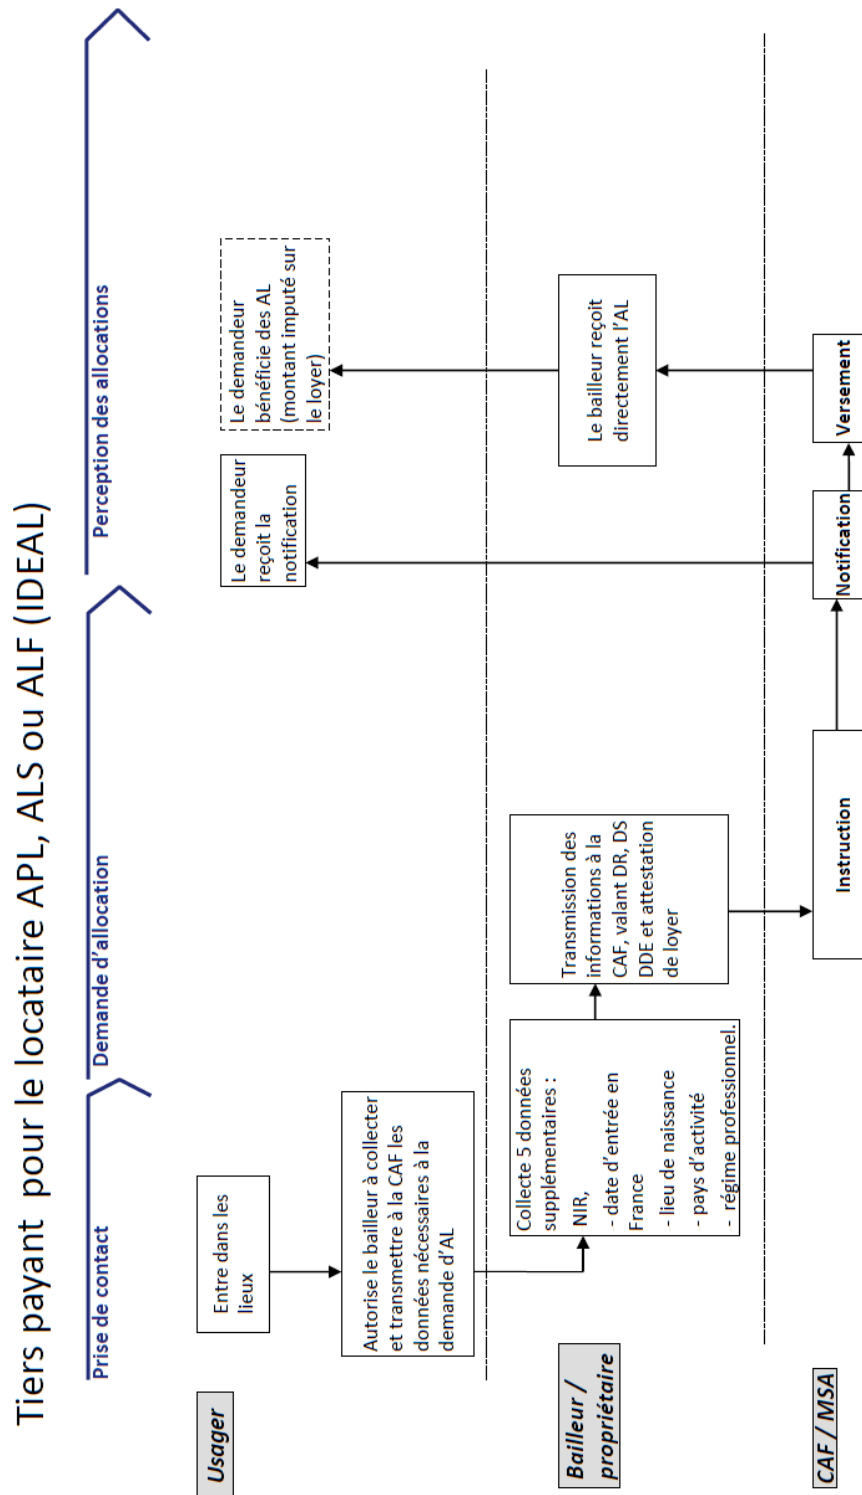 Tiers payant pour le locataire APL, ALS ou ALF (IDEAL)
Prise de contact
Demande d'allocation
Perception des allocations
Usager
Entre dans les
lieux
Autorise le bailleur à collecter
et transmettre à la CAF les
données nécessaires à la
demande d'AL
Le demandeur
reçoit la
notification
Le demandeur
bénéficie des AL
(montant imputé sur
le loyer)
Bailleur /
propriétaire
Collecte 5 données
supplémentaires :
NIR,
- date d'entrée en
France
- lieu de naissance
- pays d'activité
- régime professionnel.
Transmission des
informations à la
CAF, valant DR, DS
DDE et attestation
de loyer
Le bailleur reçoit
directement l'AL
CAF / MSA
Instruction
Notification
Versement